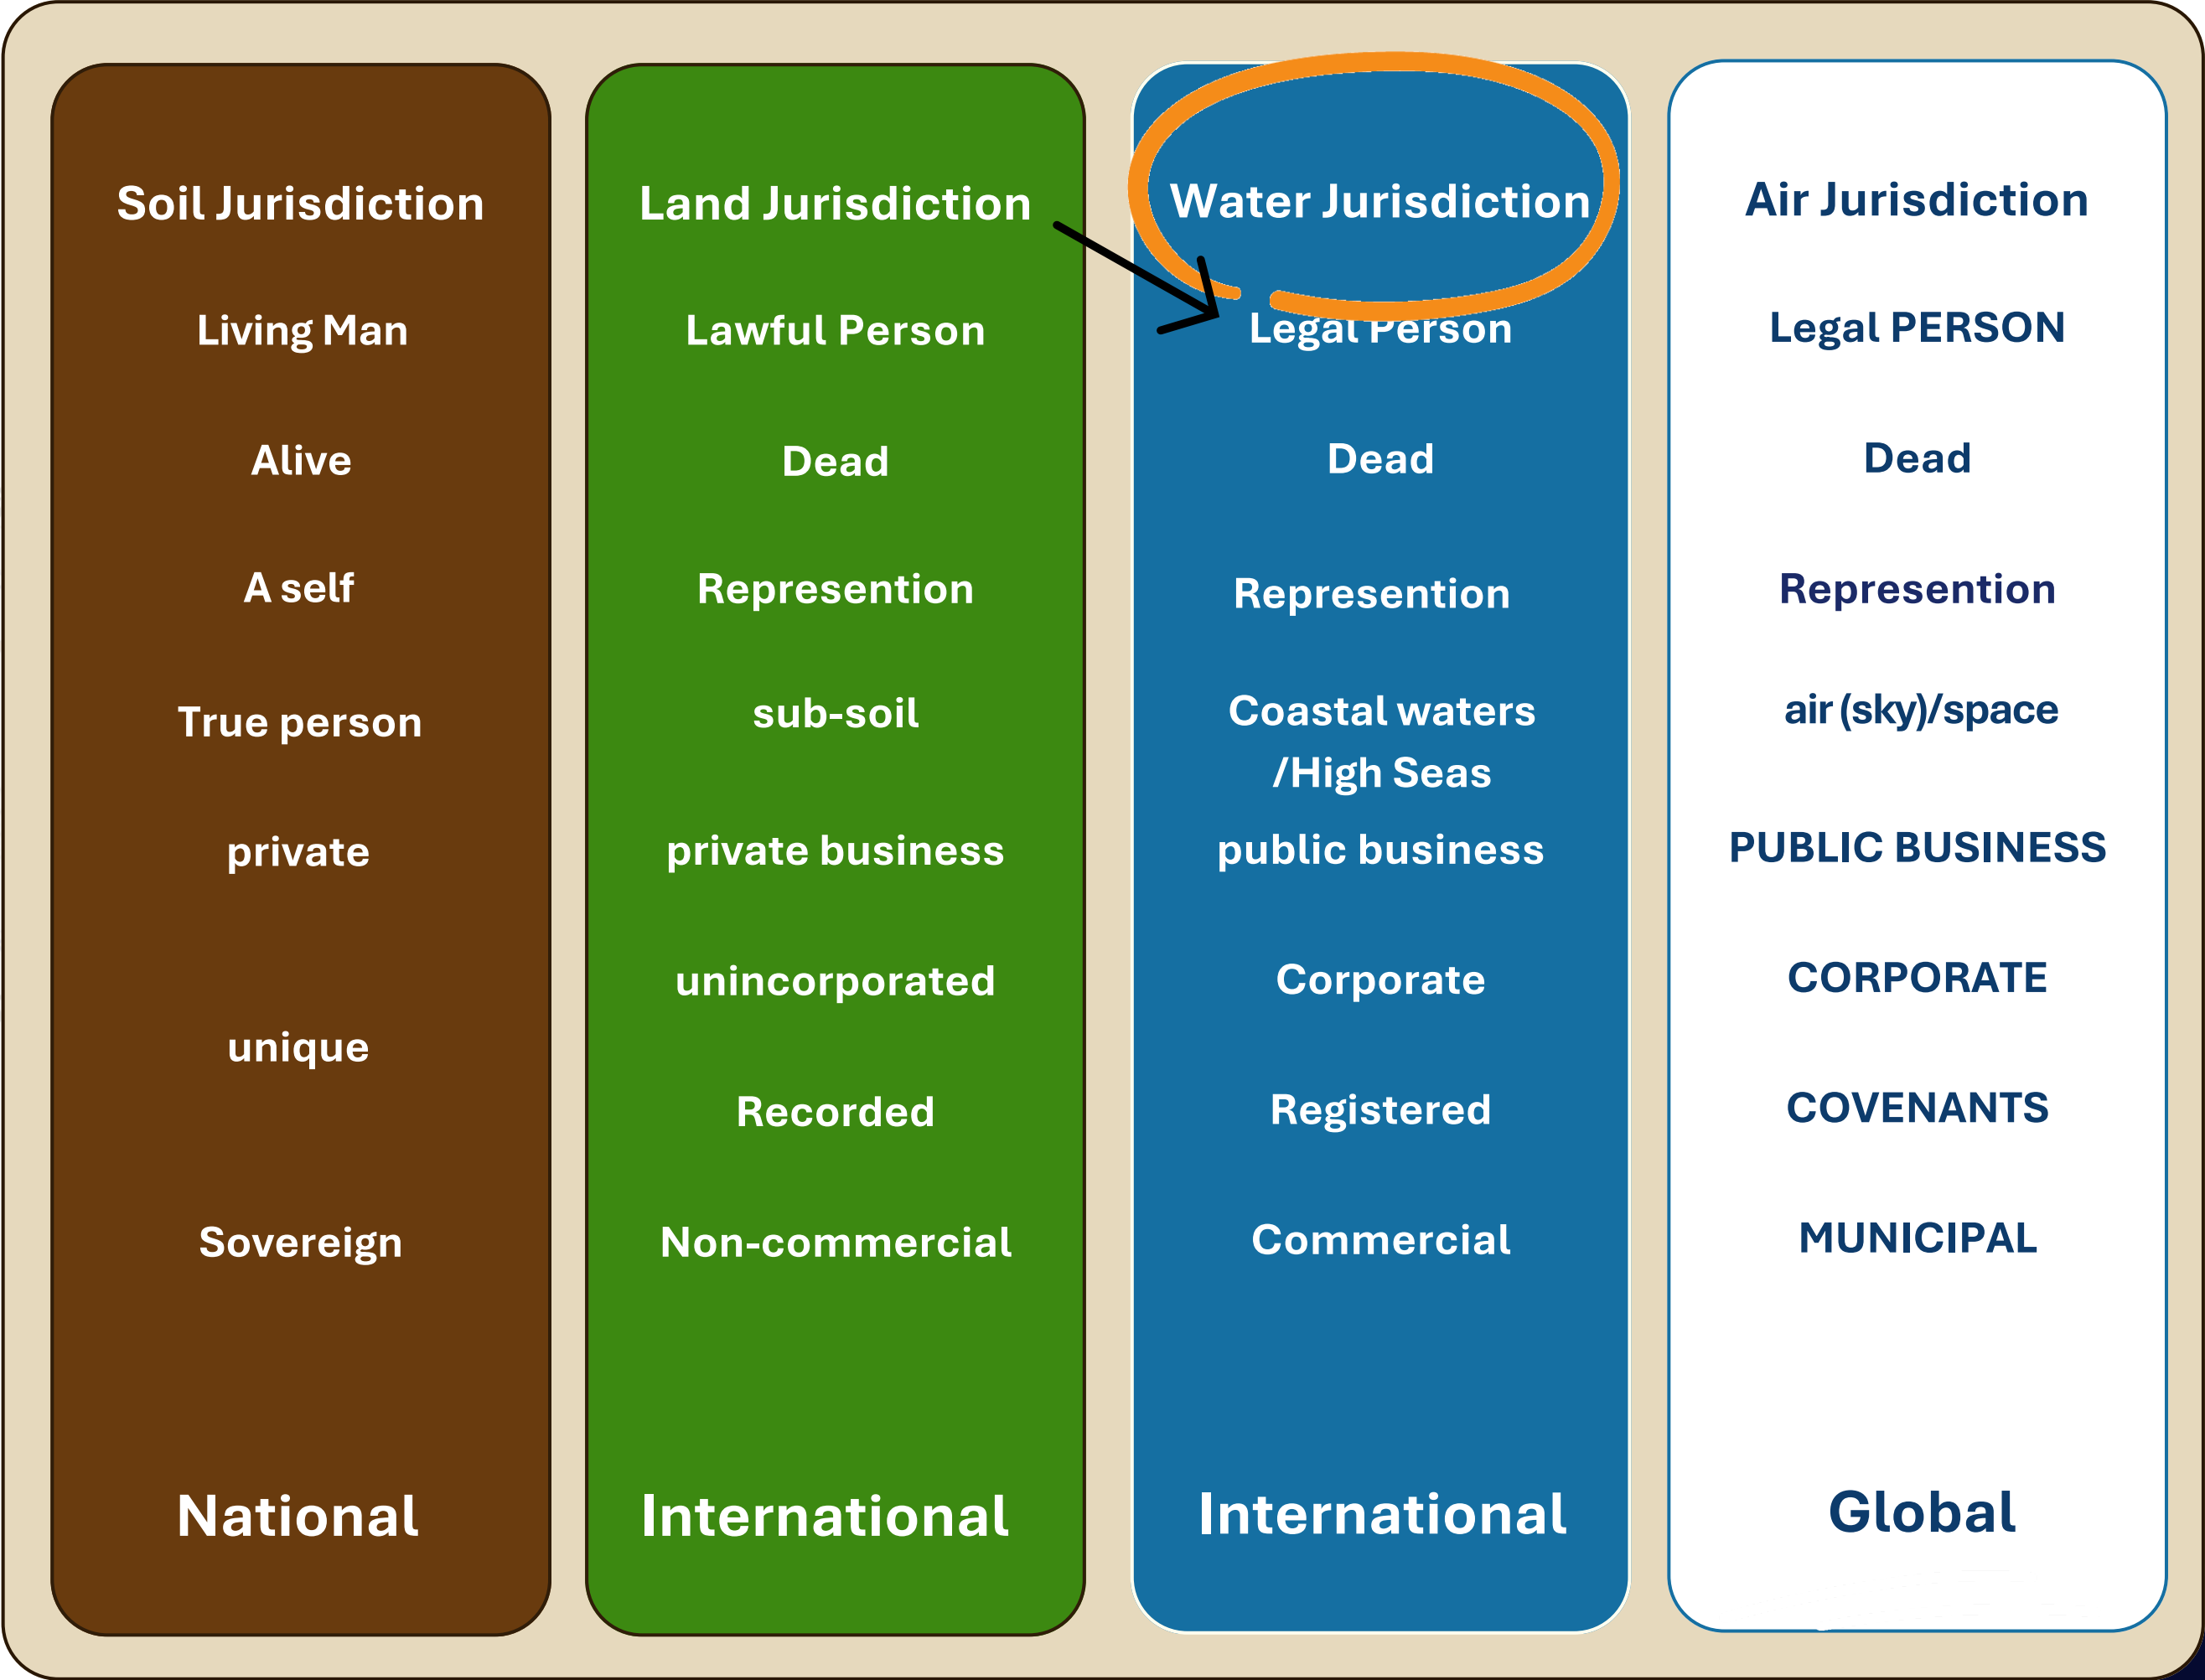 Soil Jurisdiction
Living Man
Alive
A self
True person
private
unique
Sovereign
National
Land Jurisdiction
Lawful Person
Dead
Represention
sub-soil
private business
unincorporated
Recorded
Non-commercial
International
Water Jurisdiction
Legal Person
Dead
Represention
Coastal waters
/High Seas
public business
Corporate
Registered
Commercial
International
Air Jurisdiction
Legal PERSON
Dead
Represention
air(sky)/space
PUBLIC BUSINESS
CORPORATE
COVENANTS
MUNICIPAL
Global